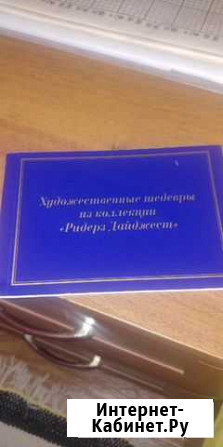 Художественные шедевры
из коллекции
«Ридерз Дайджест»
Интернет-
Кабинет.Ру